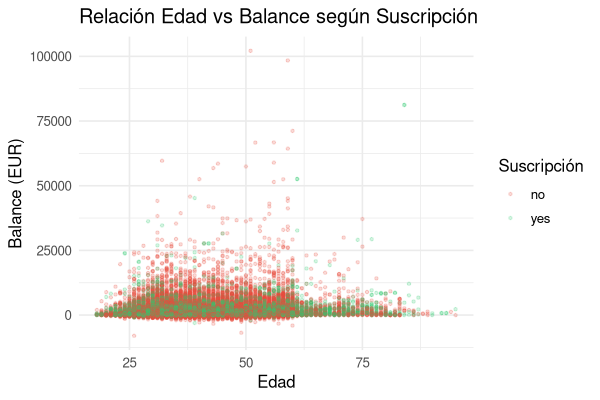 Relación Edad vs Balance según Suscripción
100000
75000
50000
25000
0
Balance (EUR)
25
50
75
Edad
Suscripción
no
yes